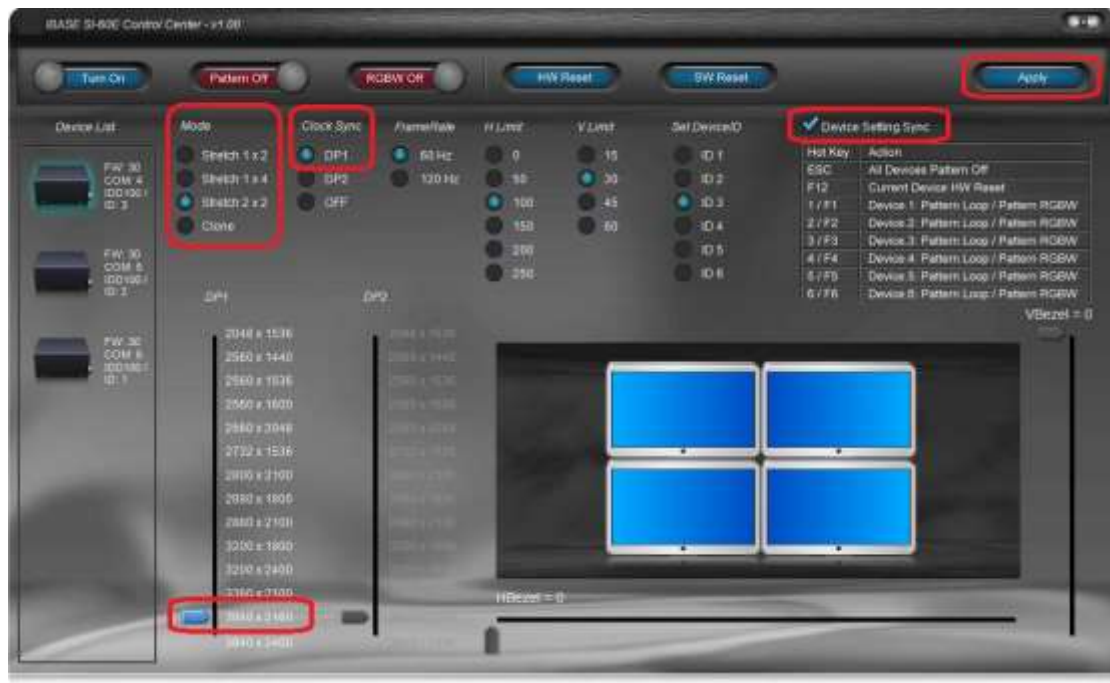 IBASE SI-60E Control Center - v1.00
Turn On
Pattern Off
RGBW Off
HW Reset
SW Reset
Apply
Device List
FW: 30
COM: 4
ID: 3
FW: 30
ID: 2
FW: 30
ID: 1
Mode
Stretch 1 x 2
Stretch 1 x 4
Stretch 2 x 2
Clone
Clock Sync
DP1
DP2
OFF
FrameRate
60 Hz
120 Hz
H Limit
0
50
100
150
200
250
V Limit
15
30
45
60
Set DeviceID
ID 1
ID 2
ID 3
ID 4
ID 5
ID 6
Device Setting Sync
Hot Key Action
ESC All Devices Pattern Off
F12 Current Device HW Reset
1 / F1 Device 1: Pattern Loop / Pattern RGBW
2 / F2 Device 2: Pattern Loop / Pattern RGBW
3 / F3 Device 3: Pattern Loop / Pattern RGBW
4 / F4 Device 4: Pattern Loop / Pattern RGBW
5 / F5 Device 5: Pattern Loop / Pattern RGBW
6 / F6 Device 6: Pattern Loop / Pattern RGBW
VBezel = 0
DP1
2048 x 1536
2560 x 1440
2560 x 1536
2560 x 1600
2560 x 2048
2732 x 1536
2800 x 2100
2880 x 1800
2880 x 2100
3200 x 1800
3200 x 2400
3840 x 2160
3840 x 2400
DP2
HBezel = 0